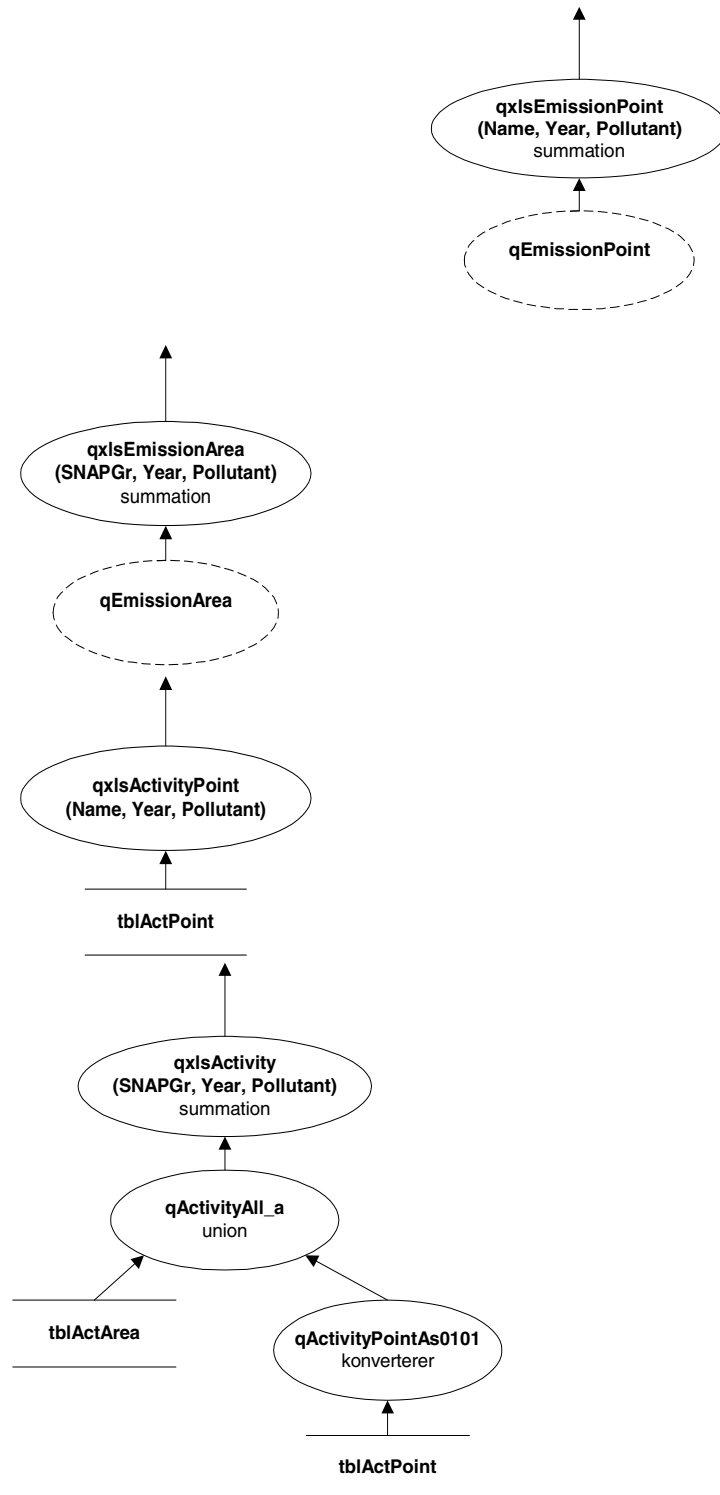 qxlsEmissionPoint
(Name, Year, Pollutant)
summation
qEmissionPoint
qxlsEmissionArea
(SNAPGr, Year, Pollutant)
summation
qEmissionArea
qxlsActivityPoint
(Name, Year, Pollutant)
tblActPoint
qxlsActivity
(SNAPGr, Year, Pollutant)
summation
qActivityAll_a
union
tblActArea
qActivityPointAs0101
konverterer
tblActPoint